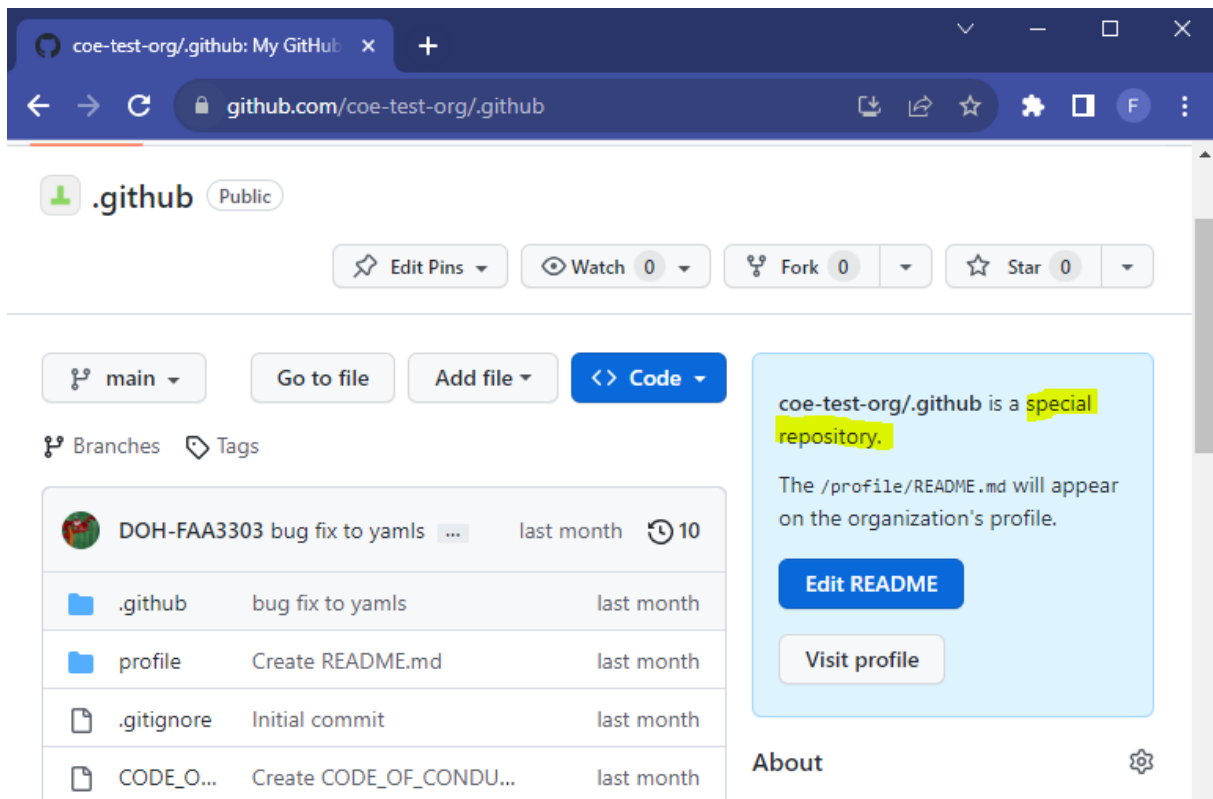 coe-test-org/.github: My GitHub
github.com/coe-test-org/.github
F
.github Public
Edit Pins Watch 0 Fork 0 Star 0
main Go to file Add file <> Code
Branches Tags
DOH-FAA3303 bug fix to yamls ... last month 10
.github bug fix to yamls last month
profile Create README.md last month
.gitignore Initial commit last month
CODE_O... Create CODE_OF_CONDU... last month
coe-test-org/.github is a special
repository.
The /profile/README.md will appear
on the organization's profile.
Edit README
Visit profile
About